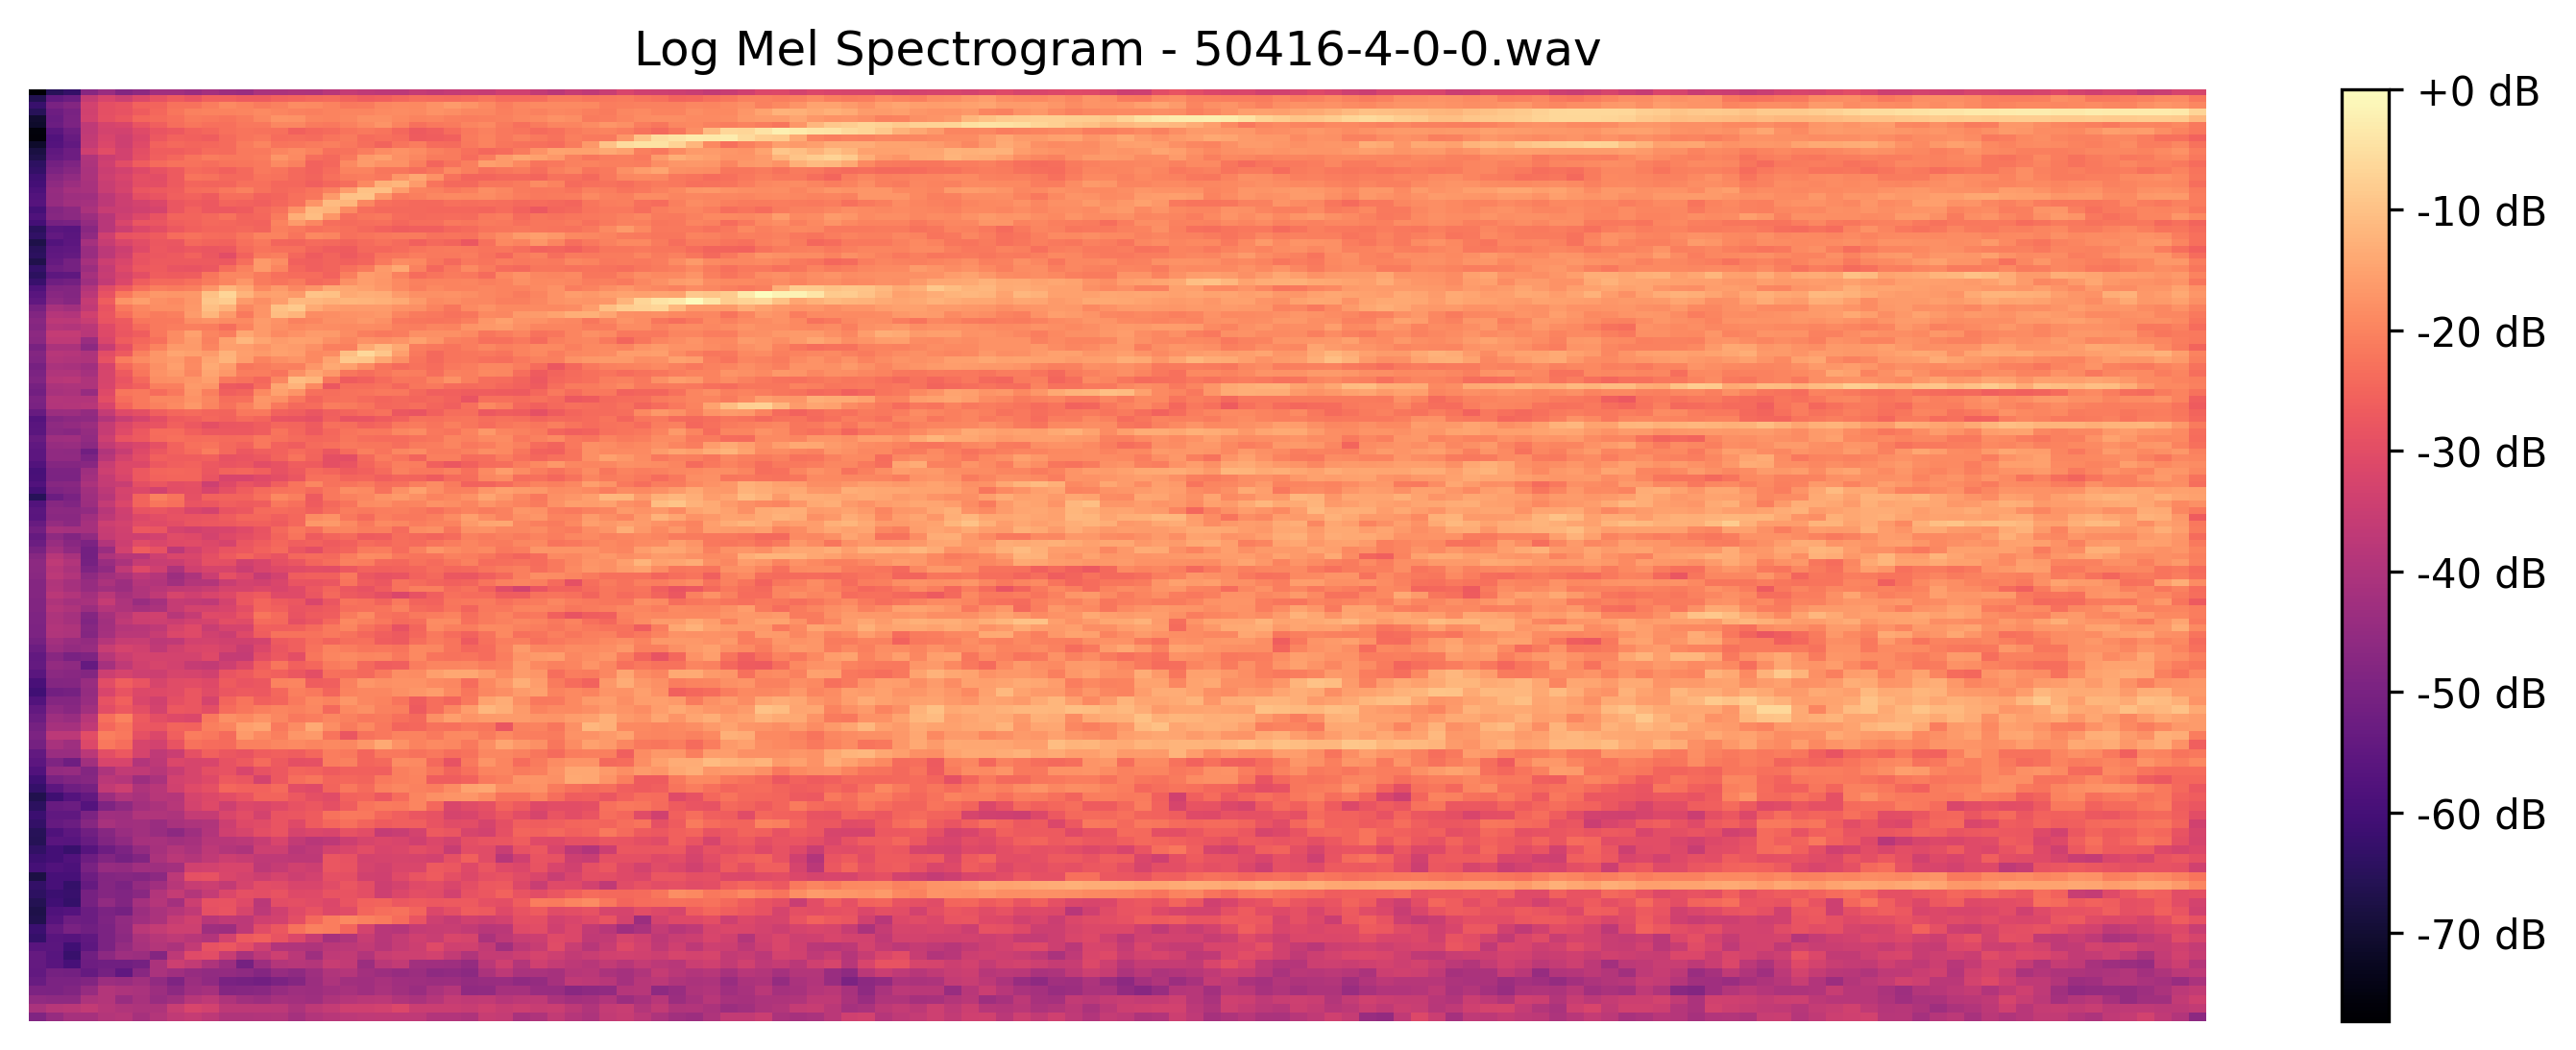 Log Mel Spectrogram - 50416-4-0-0.wav
+0 dB
-10 dB
-20 dB
-30 dB
-40 dB
-50 dB
-60 dB
-70 dB